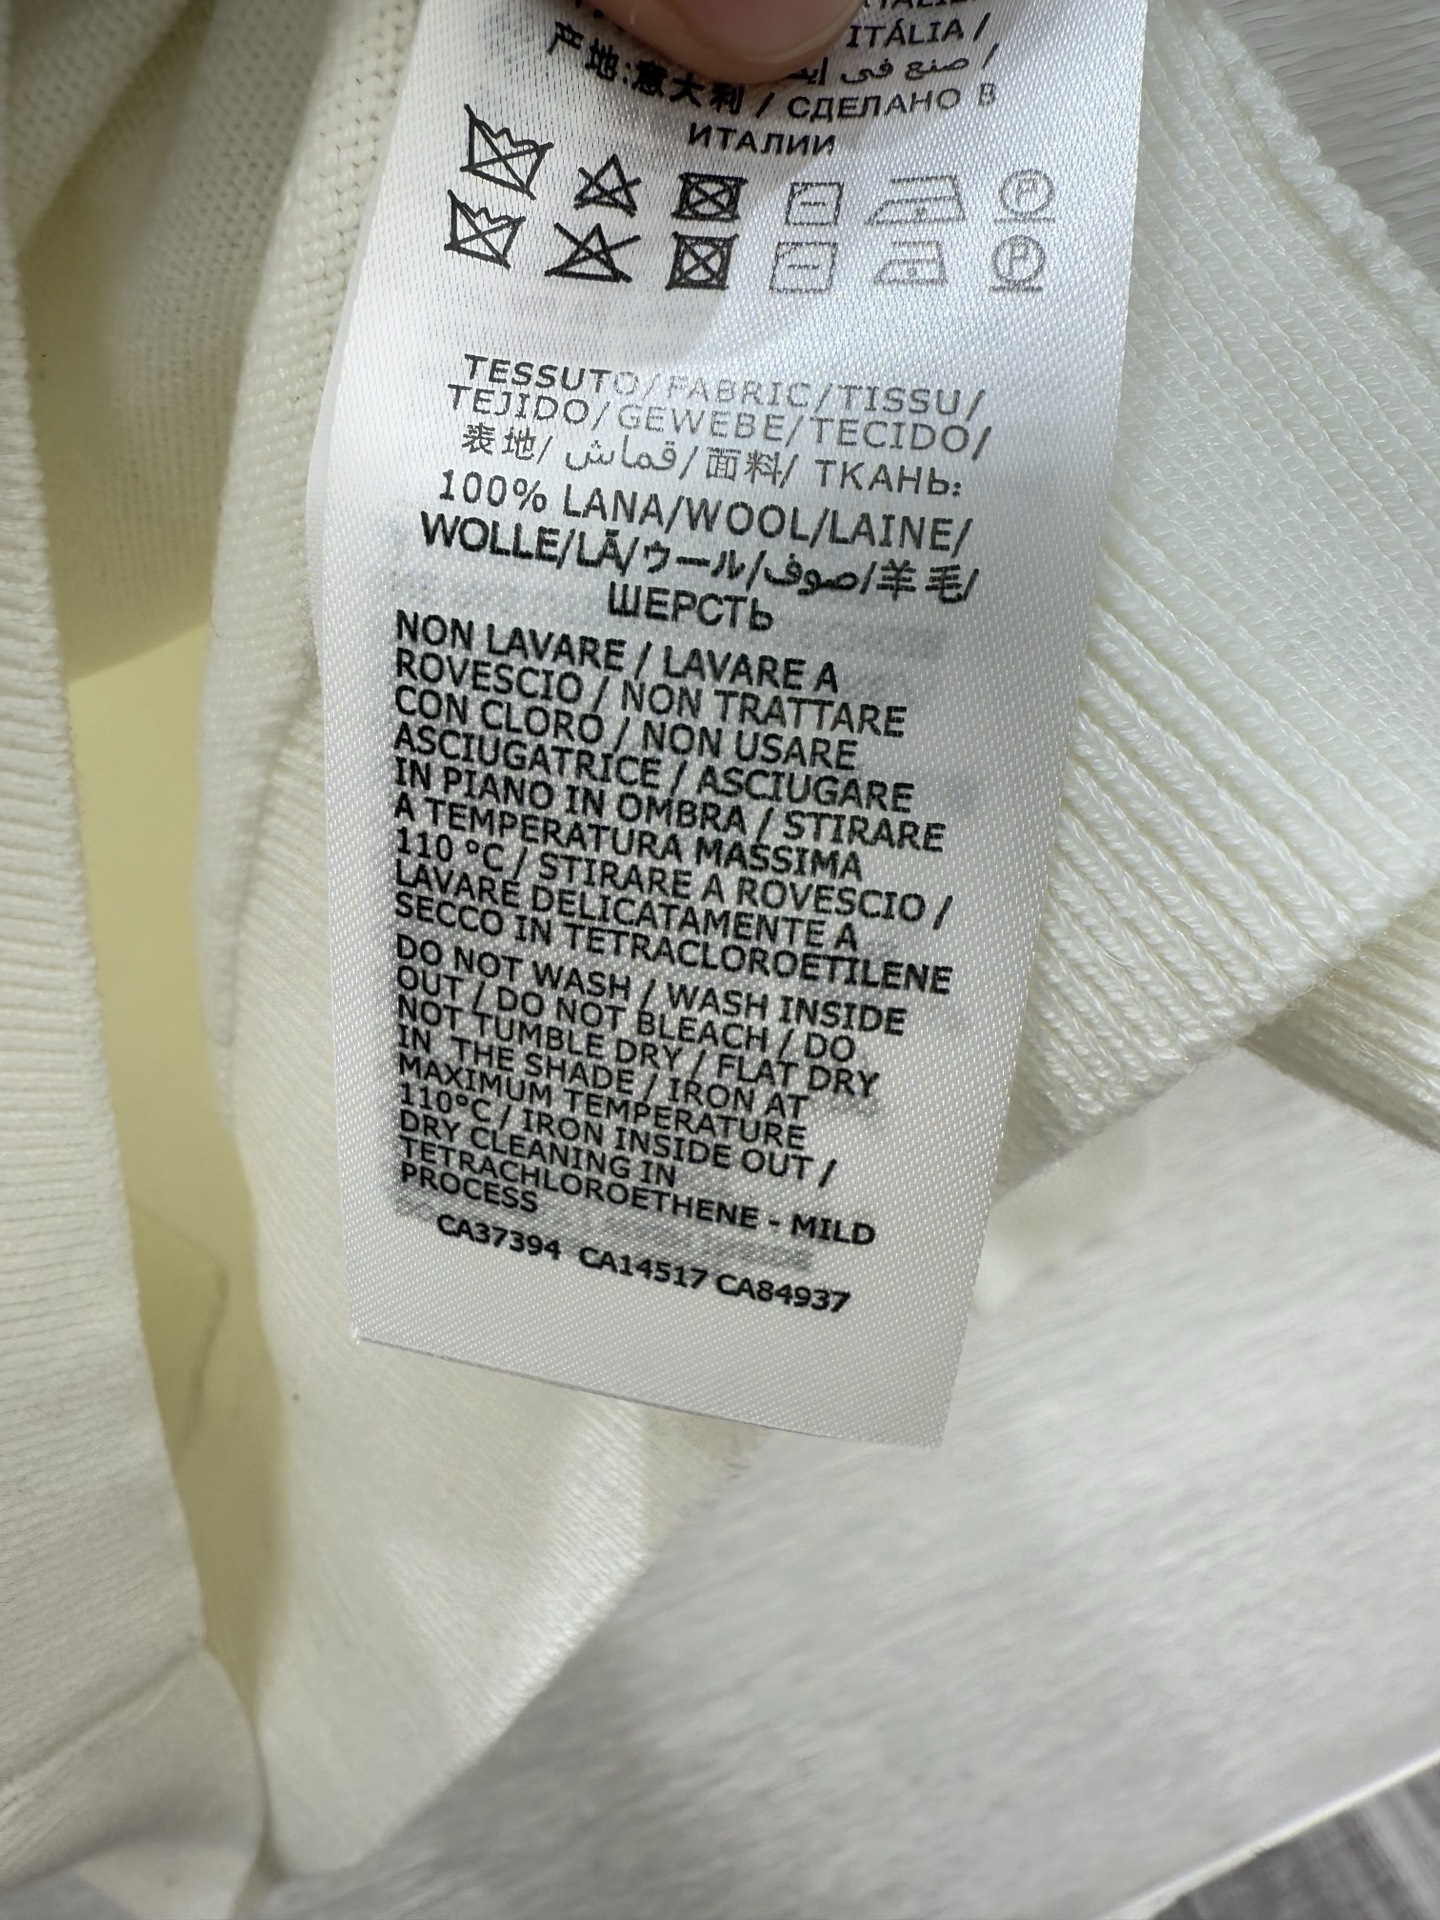 ITÁLIA /
产地:意大利 / صنع في / СДЕЛАНО В
ИТАЛИИ
TESSUTO/FABRIC/TISSU/
TEJIDO/GEWEBE/TECIDO/
表地/ قماش/ 面料/ ТКАНЬ:
100% LANA/WOOL/LAINE/
WOLLE/LÃ/ウール/صوف/羊毛/
ШЕРСТЬ
NON LAVARE / LAVARE A
ROVESCIO / NON TRATTARE
CON CLORO / NON USARE
ASCIUGATRICE / ASCIUGARE
IN PIANO IN OMBRA / STIRARE
A TEMPERATURA MASSIMA
110 °C / STIRARE A ROVESCIO /
LAVARE DELICATAMENTE A
SECCO IN TETRACLOROETILENE
DO NOT WASH / WASH INSIDE
OUT / DO NOT BLEACH / DO
NOT TUMBLE DRY / FLAT DRY
IN THE SHADE / IRON AT
MAXIMUM TEMPERATURE
110°C / IRON INSIDE OUT /
DRY CLEANING IN
TETRACHLOROETHENE - MILD
PROCESS
CA37394 CA14517 CA84937